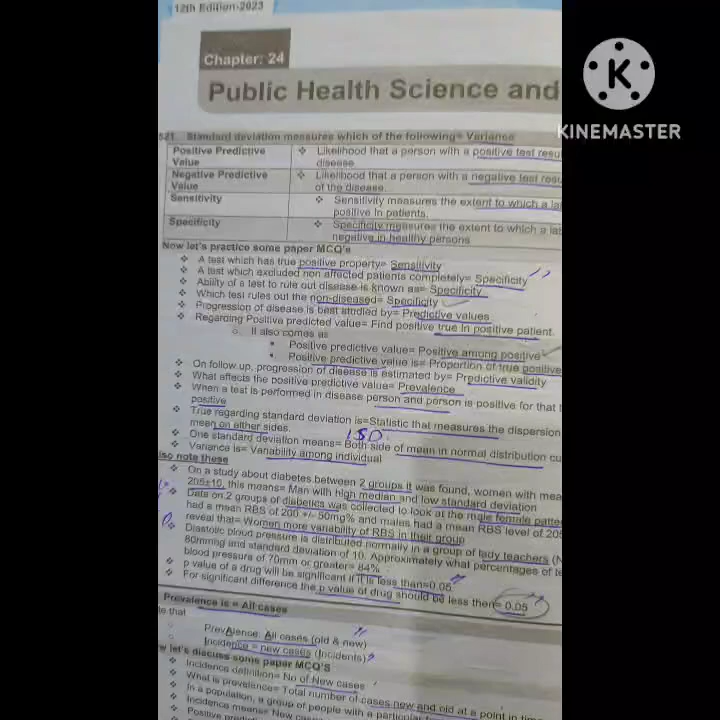 12th Edition-2023
Chapter: 24
Public Health Science and
KINEMASTER
521. Standard deviation measures which of the following= Variance
Positive Predictive Value
❖ Likelihood that a person with a positive test resu
disease.
Negative Predictive Value
❖ Likelihood that a person with a negative test resu
of the disease.
Sensitivity
❖ Sensitivity measures the extent to which a la
positive In patients.
Specificity
❖ Specificity measures the extent to which a lab
negative in healthy persons
Now let's practice some paper MCQ's
❖ A test which has true positive property= Sensitivity
❖ A test which excluded non affected patients completely= Specificity
❖ Ability of a test to rule out disease is known as= Specificity
❖ Which test rules out the non-diseased= Specificity
❖ Progression of disease is best studied by= Predictive values
❖ Regarding Positive predicted value= Find positive true In positive patient.
o It also comes as
▪ Positive predictive value= Positive among positive
▪ Positive predictive value is= Proportion of true positive
❖ On follow up, progression of disease is estimated by= Predictive validity
❖ What affects the positive predictive value= Prevalence
❖ When a test is performed in disease person and person is positive for that
positive
❖ True regarding standard deviation is=Statistic that measures the dispersion
mean on either sides.
1SD
❖ One standard deviation means= Both side of mean in normal distribution cu
❖ Variance is= Variability among individual
lso note these
❖ On a study about diabetes between 2 groups it was found, women with mea
205±10, this means= Man with high median and low standard deviation
❖ Data on 2 groups of diabetics was collected to look at the male female patte
had a mean RBS of 200 +/- 50mg% and males had a mean RBS level of 205
reveal that= Women more variability of RBS in their group
❖ Diastolic blood pressure is distributed normally in a group of lady teachers (N
80mmhg and standard deviation of 10. Approximately what percentages of te
blood pressure of 70mm or greater= 84%
❖ p value of a drug will be significant if it is less than=0.05
❖ For significant difference the p value of drug should be less then= 0.05
Prevalence is = All cases
te that
Prevalence: All cases (old & new)
Incidence = new cases (Incidents)
w let's discuss some paper MCQ'S
❖ Incidence definition= No of New cases
❖ What is prevalence= Total number of cases new and old at a point in time
❖ In a population, a group of people with a particular
❖ Incidence means= New cases
❖ Positive